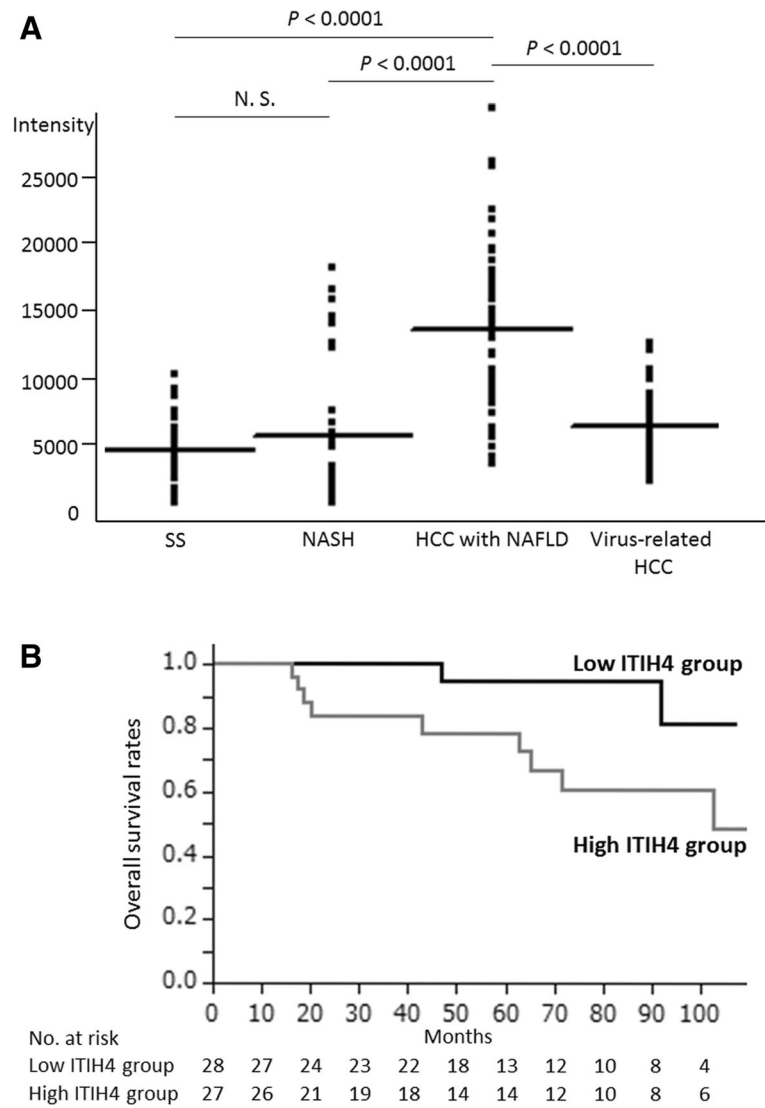 A
P < 0.0001
P < 0.0001
P < 0.0001
N. S.
Intensity
25000
20000
15000
10000
5000
0
SS NASH HCC with NAFLD Virus-related
HCC
B
Overall survival rates
1.0
0.8
0.6
0.4
0.2
0.0
Low ITIH4 group
High ITIH4 group
0 10 20 30 40 50 60 70 80 90 100
Months
No. at risk
Low ITIH4 group 28 27 24 23 22 18 13 12 10 8 4
High ITIH4 group 27 26 21 19 18 14 14 12 10 8 6